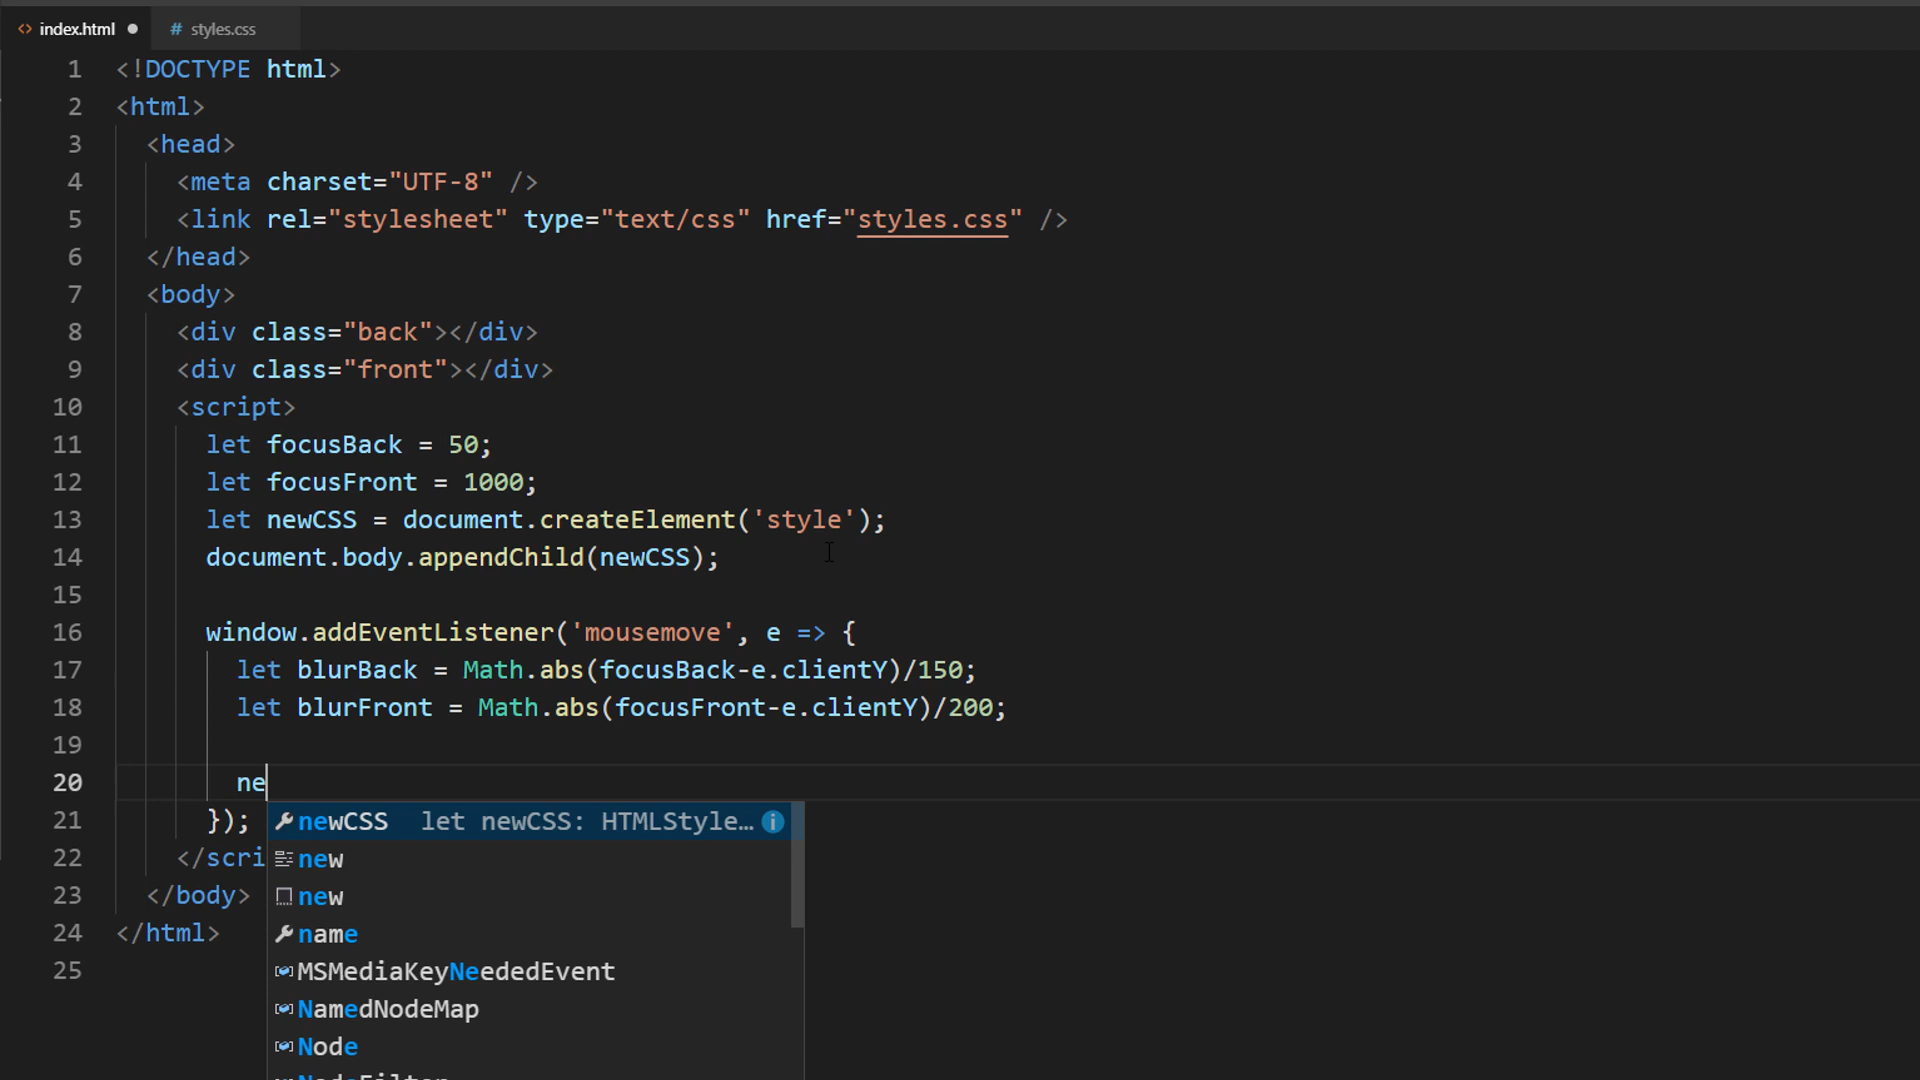 index.html
styles.css
1 <!DOCTYPE html>
2 <html>
3 <head>
4 <meta charset="UTF-8" />
5 <link rel="stylesheet" type="text/css" href="styles.css" />
6 </head>
7 <body>
8 <div class="back"></div>
9 <div class="front"></div>
10 <script>
11 let focusBack = 50;
12 let focusFront = 1000;
13 let newCSS = document.createElement('style');
14 document.body.appendChild(newCSS);
15
16 window.addEventListener('mousemove', e => {
17 let blurBack = Math.abs(focusBack-e.clientY)/150;
18 let blurFront = Math.abs(focusFront-e.clientY)/200;
19
20 ne
21 });
22 </scri
23 </body>
24 </html>
25
newCSS let newCSS: HTMLStyle…
new
new
name
MSMediaKeyNeededEvent
NamedNodeMap
Node